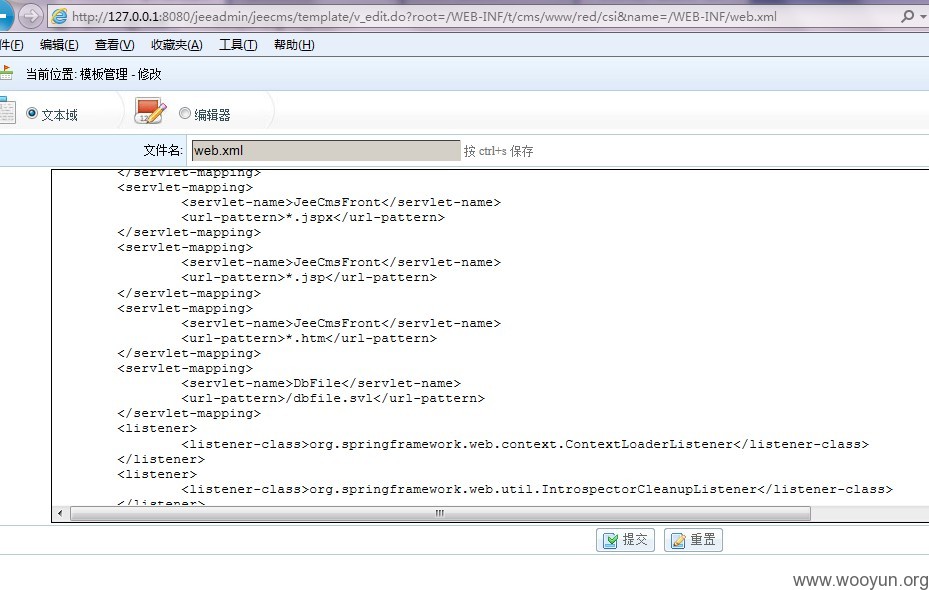 http://127.0.0.1:8080/jeeadmin/jeecms/template/v_edit.do?root=/WEB-INF/t/cms/www/red/csi&name=/WEB-INF/web.xml
件(F) 编辑(E) 查看(V) 收藏夹(A) 工具(T) 帮助(H)
当前位置: 模板管理 - 修改
文本域 编辑器
文件名: web.xml 按 ctrl+s 保存
</servlet-mapping>
<servlet-mapping>
<servlet-name>JeeCmsFront</servlet-name>
<url-pattern>*.jspx</url-pattern>
</servlet-mapping>
<servlet-mapping>
<servlet-name>JeeCmsFront</servlet-name>
<url-pattern>*.jsp</url-pattern>
</servlet-mapping>
<servlet-mapping>
<servlet-name>JeeCmsFront</servlet-name>
<url-pattern>*.htm</url-pattern>
</servlet-mapping>
<servlet-mapping>
<servlet-name>DbFile</servlet-name>
<url-pattern>/dbfile.svl</url-pattern>
</servlet-mapping>
<listener>
<listener-class>org.springframework.web.context.ContextLoaderListener</listener-class>
</listener>
<listener>
<listener-class>org.springframework.web.util.IntrospectorCleanupListener</listener-class>
</listener>
提交 重置
www.wooyun.org